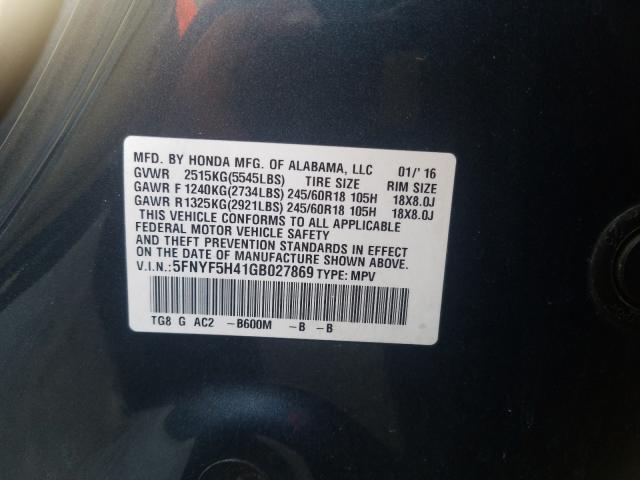 MFD. BY HONDA MFG. OF ALABAMA, LLC 01/'16
GVWR 2515KG(5545LBS) TIRE SIZE RIM SIZE
GAWR F 1240KG(2734LBS) 245/60R18 105H 18X8.0J
GAWR R1325KG(2921LBS) 245/60R18 105H 18X8.0J
THIS VEHICLE CONFORMS TO ALL APPLICABLE
FEDERAL MOTOR VEHICLE SAFETY
AND THEFT PREVENTION STANDARDS IN EFFECT
ON THE DATE OF MANUFACTURE SHOWN ABOVE.
V.I.N.:5FNYF5H41GB027869 TYPE: MPV
TG8 G AC2 -B600M -B -B